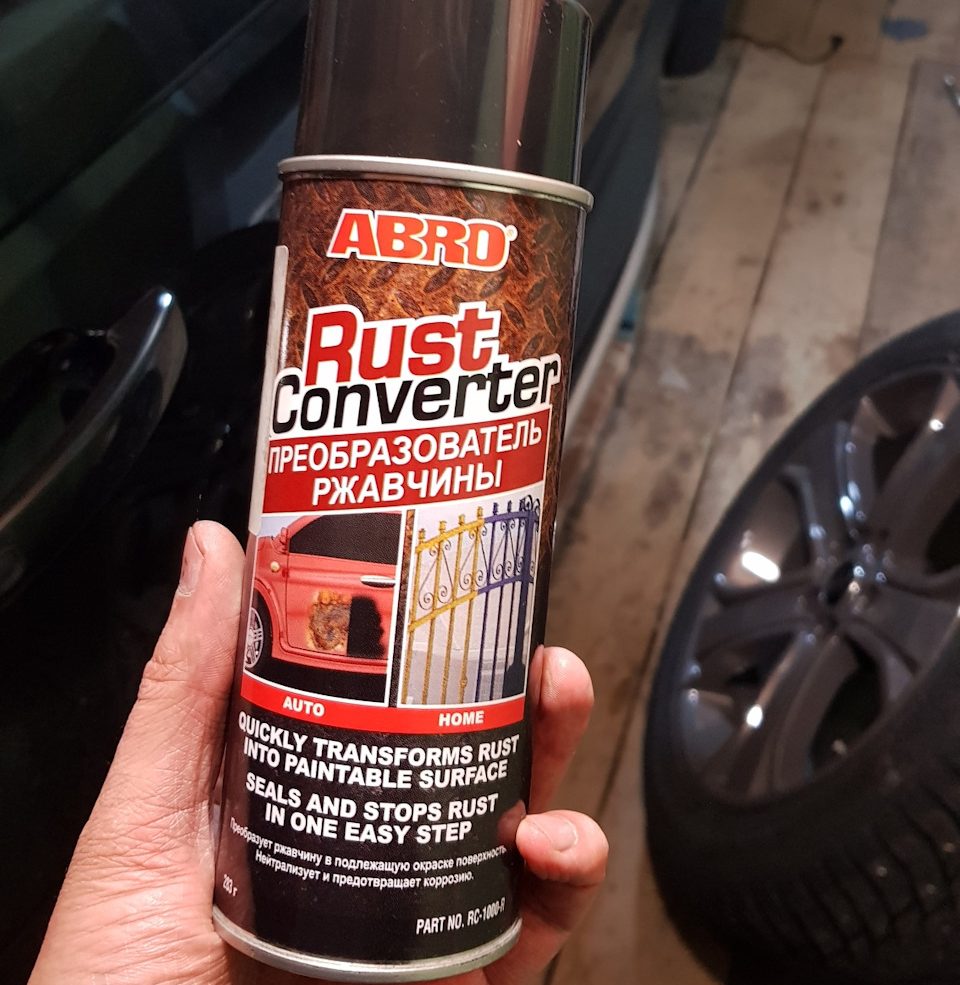 ABRO®
Rust
Converter
ПРЕОБРАЗОВАТЕЛЬ
РЖАВЧИНЫ
AUTO
HOME
QUICKLY TRANSFORMS RUST
INTO PAINTABLE SURFACE
SEALS AND STOPS RUST
IN ONE EASY STEP
Преобразует ржавчину в подлежащую окраске поверхность.
Нейтрализует и предотвращает коррозию.
283 г
PART NO. RC-1000-R